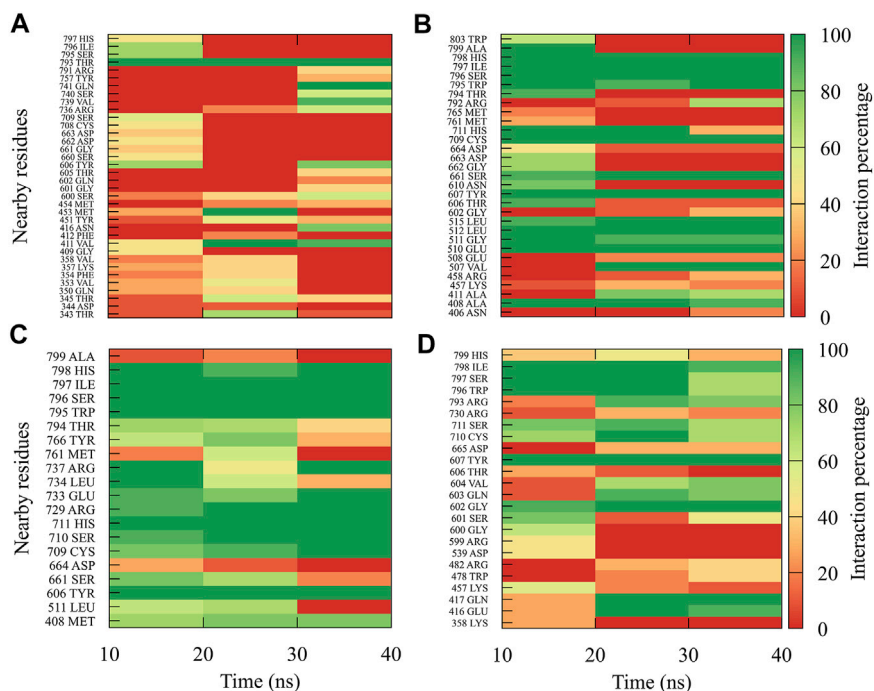 A
Nearby residues
797 HIS
796 ILE
795 SER
793 THR
791 ARG
757 TYR
741 GLN
740 SER
739 VAL
736 ARG
709 SER
708 CYS
663 ASP
662 ASP
661 GLY
660 SER
606 TYR
605 THR
602 GLN
601 GLY
600 SER
454 MET
453 MET
451 TYR
416 ASN
412 PHE
411 VAL
409 GLY
358 VAL
357 LYS
354 PHE
353 VAL
350 GLN
345 THR
344 ASP
343 THR
B
803 TRP
799 ALA
798 HIS
797 ILE
796 SER
795 TRP
794 THR
792 ARG
765 MET
761 MET
711 HIS
709 CYS
664 ASP
663 ASP
662 GLY
661 SER
610 ASN
607 TYR
606 THR
602 GLY
515 LEU
512 LEU
511 GLY
510 GLU
508 GLU
507 VAL
458 ARG
457 LYS
411 ALA
408 ALA
406 ASN
100
80
60
40
20
0
Interaction percentage
C
Nearby residues
799 ALA
798 HIS
797 ILE
796 SER
795 TRP
794 THR
766 TYR
761 MET
737 ARG
734 LEU
733 GLU
729 ARG
711 HIS
710 SER
709 CYS
664 ASP
661 SER
606 TYR
511 LEU
408 MET
10 20 30 40
Time (ns)
D
799 HIS
798 ILE
797 SER
796 TRP
793 ARG
730 ARG
711 SER
710 CYS
665 ASP
607 TYR
606 THR
604 VAL
603 GLN
602 GLY
601 SER
600 GLY
599 ARG
539 ASP
482 ARG
478 TRP
457 LYS
417 GLN
416 GLU
358 LYS
10 20 30 40
Time (ns)
100
80
60
40
20
0
Interaction percentage